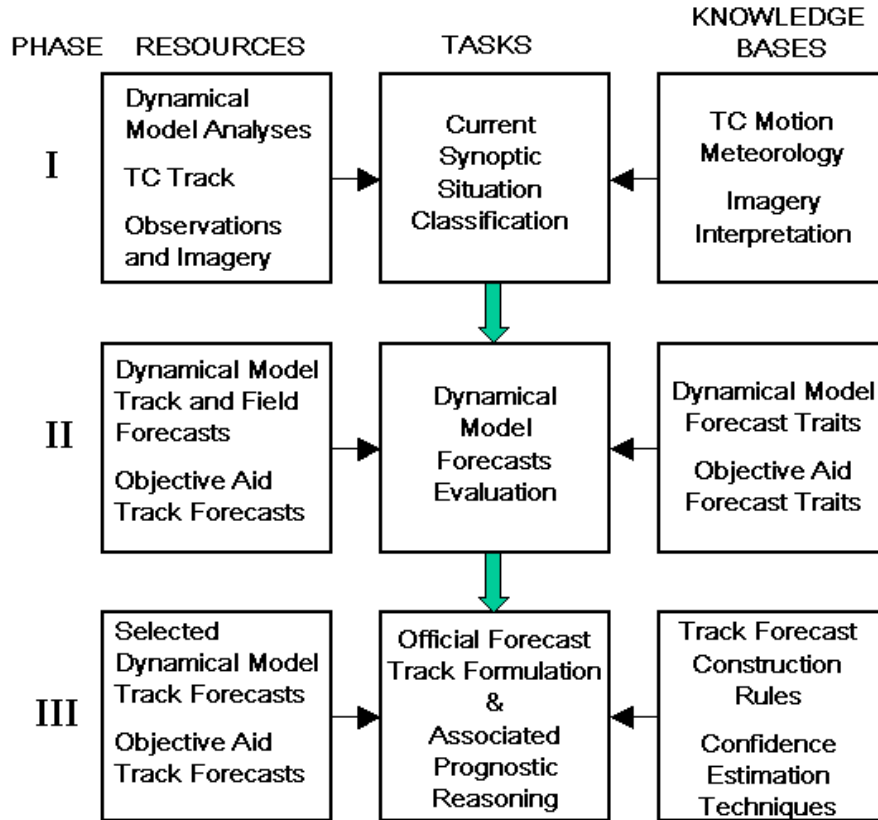 PHASE
RESOURCES
TASKS
KNOWLEDGE
BASES
I
Dynamical
Model Analyses
TC Track
Observations
and Imagery
Current
Synoptic
Situation
Classification
TC Motion
Meteorology
Imagery
Interpretation
II
Dynamical Model
Track and Field
Forecasts
Objective Aid
Track Forecasts
Dynamical
Model
Forecasts
Evaluation
Dynamical Model
Forecast Traits
Objective Aid
Forecast Traits
III
Selected
Dynamical Model
Track Forecasts
Objective Aid
Track Forecasts
Official Forecast
Track Formulation
&
Associated
Prognostic
Reasoning
Track Forecast
Construction
Rules
Confidence
Estimation
Techniques